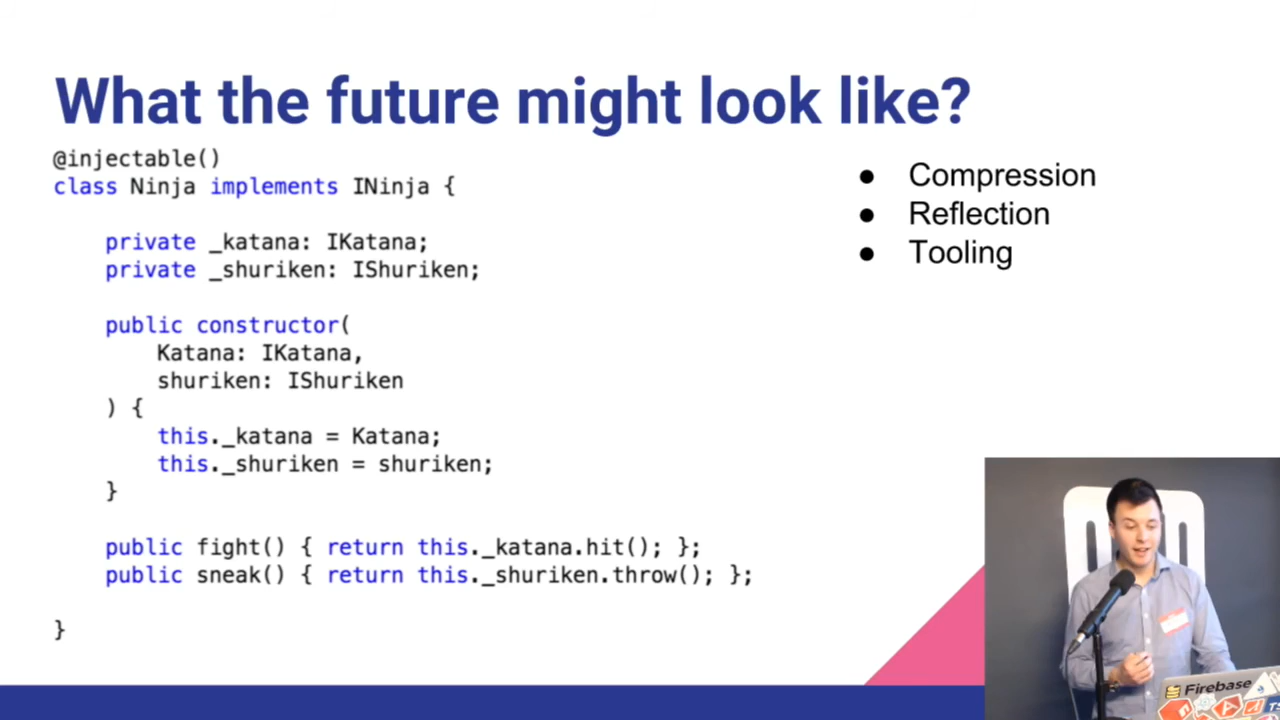 What the future might look like?
@injectable()
class Ninja implements INinja {
private _katana: IKatana;
private _shuriken: IShuriken;
public constructor(
Katana: IKatana,
shuriken: IShuriken
) {
this._katana = Katana;
this._shuriken = shuriken;
}
public fight() { return this._katana.hit(); };
public sneak() { return this._shuriken.throw(); };
}
● Compression
● Reflection
● Tooling
Firebase